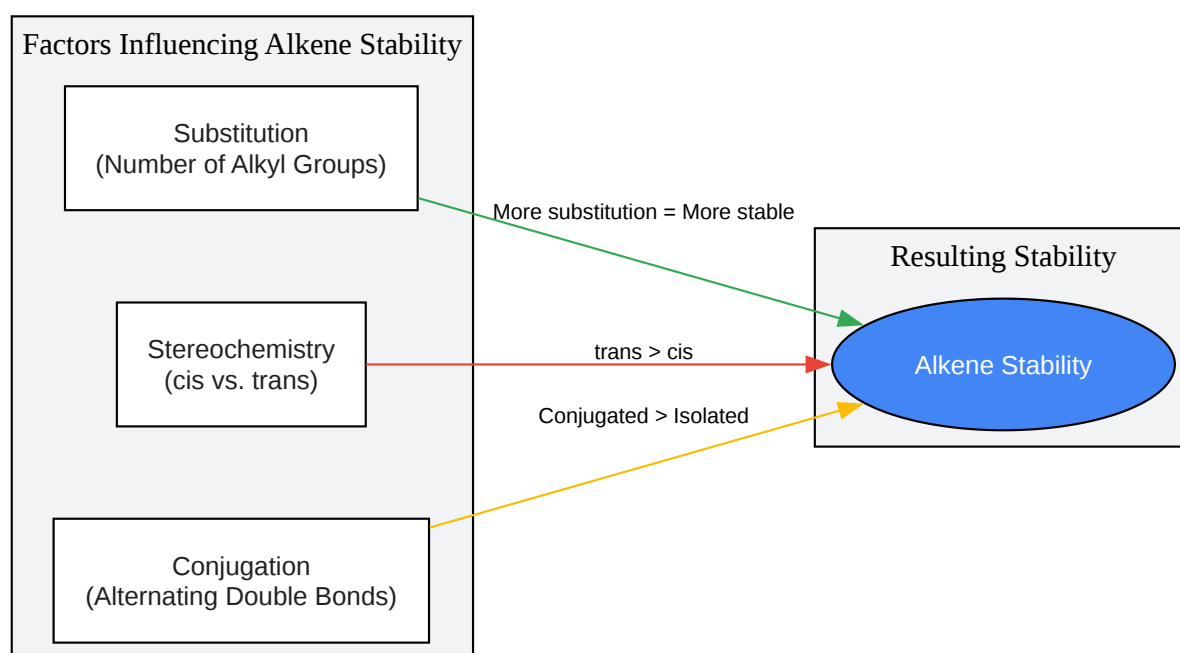 Factors Influencing Alkene Stability
Substitution
(Number of Alkyl Groups)
More substitution = More stable
Resulting Stability
Stereochemistry
(cis vs. trans)
trans > cis
Alkene Stability
Conjugated > Isolated
Conjugation
(Alternating Double Bonds)